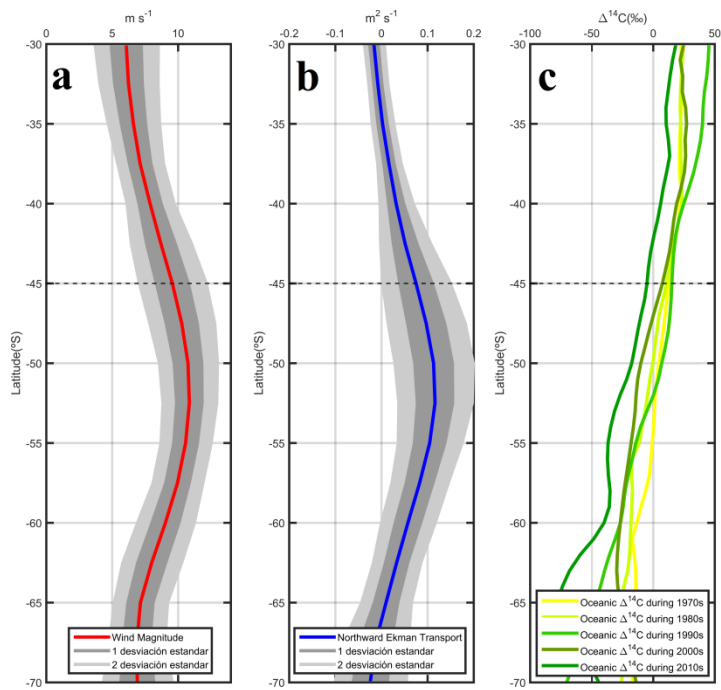 m s⁻¹
0 5 10
-30
-35
-40
-45
-50
-55
-60
-65
-70
Latitude(ºS)
a
Wind Magnitude
1 desviación estandar
2 desviación estandar
m² s⁻¹
-0.2 -0.1 0 0.1 0.2
-30
-35
-40
-45
-50
-55
-60
-65
-70
Latitude(ºS)
b
Northward Ekman Transport
1 desviación estandar
2 desviación estandar
Δ¹⁴C(‰)
-100 -50 0 50
-30
-35
-40
-45
-50
-55
-60
-65
-70
Latitude(ºS)
c
Oceanic Δ¹⁴C during 1970s
Oceanic Δ¹⁴C during 1980s
Oceanic Δ¹⁴C during 1990s
Oceanic Δ¹⁴C during 2000s
Oceanic Δ¹⁴C during 2010s